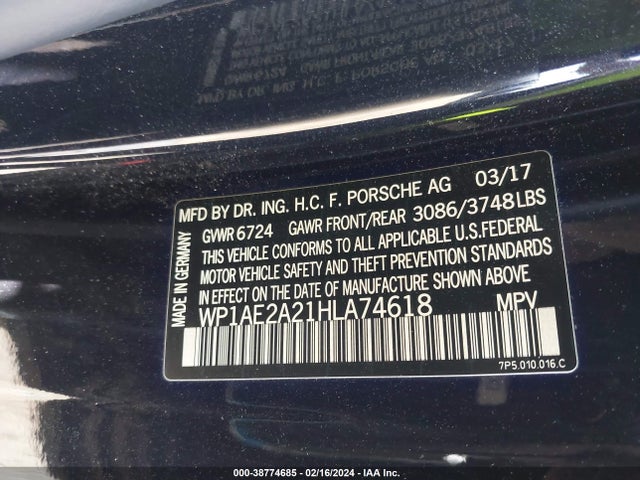 MFD BY DR. ING. H.C. F. PORSCHE AG 03/17
GVWR 6724 GAWR FRONT/REAR 3086/3748LBS
THIS VEHICLE CONFORMS TO ALL APPLICABLE U.S.FEDERAL
MOTOR VEHICLE SAFETY AND THEFT PREVENTION STANDARDS
IN EFFECT ON THE DATE OF MANUFACTURE SHOWN ABOVE
WP1AE2A21HLA74618 MPV
MADE IN GERMANY
7P5.010.016.C
000-38774685 - 02/16/2024 - IAA Inc.